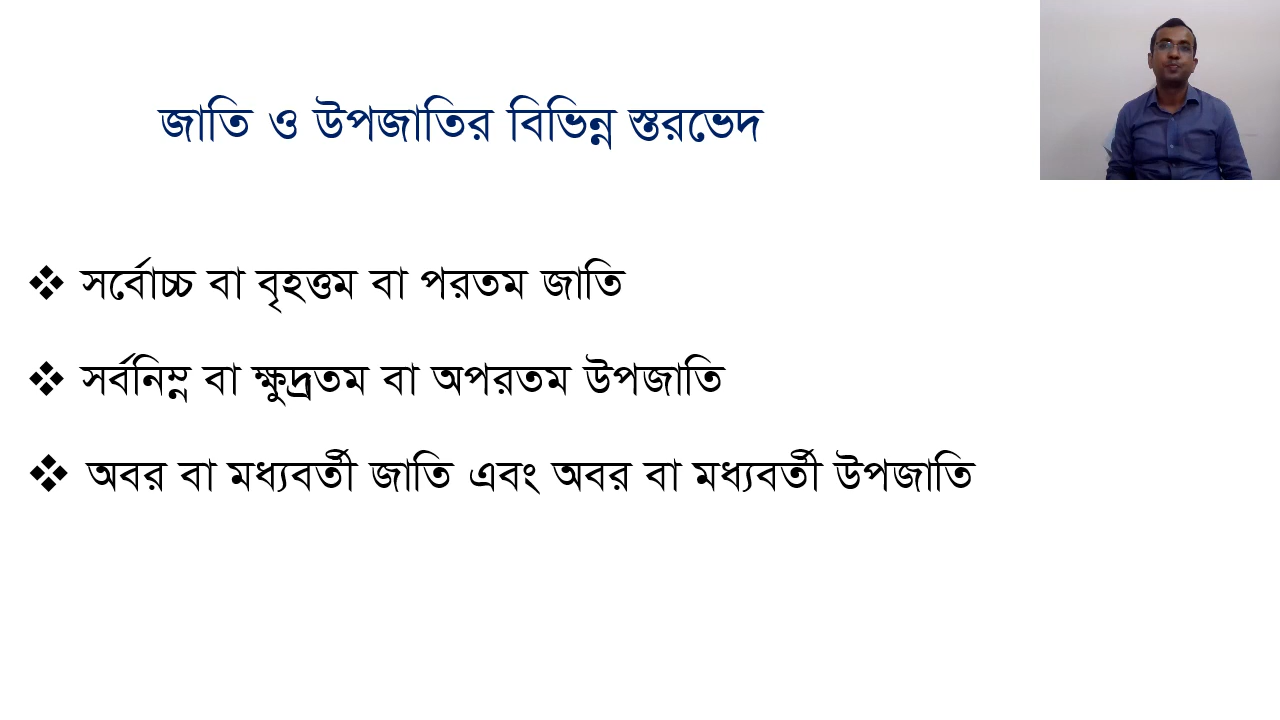 জাতি ও উপজাতির বিভিন্ন স্তরভেদ
❖ সর্বোচ্চ বা বৃহত্তম বা পরতম জাতি
❖ সর্বনিম্ন বা ক্ষুদ্রতম বা অপরতম উপজাতি
❖ অবর বা মধ্যবর্তী জাতি এবং অবর বা মধ্যবর্তী উপজাতি